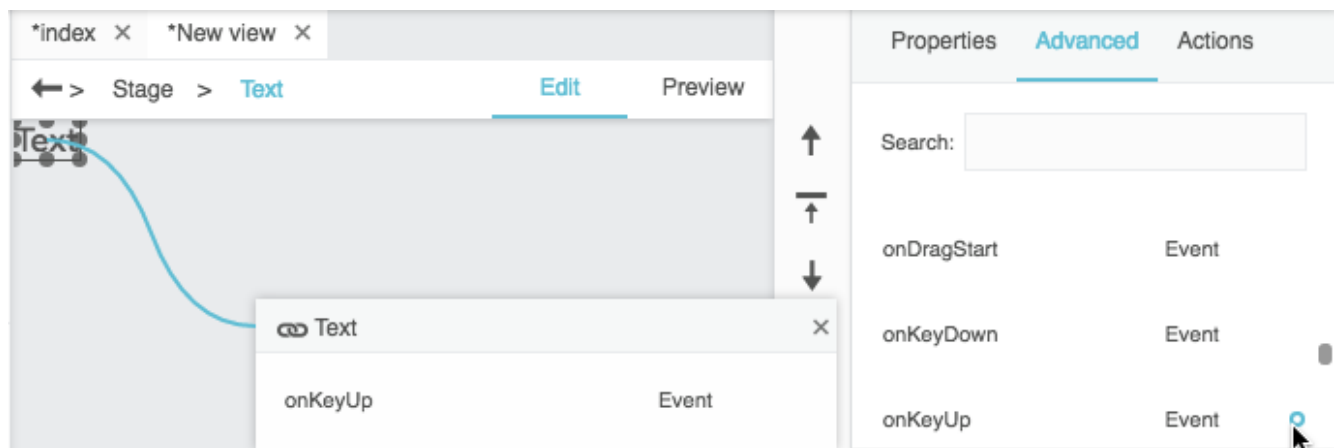 *index × *New view ×
Stage > Text
Edit Preview
Text
Text ×
onKeyUp Event
Properties Advanced Actions
Search:
onDragStart Event
onKeyDown Event
onKeyUp Event